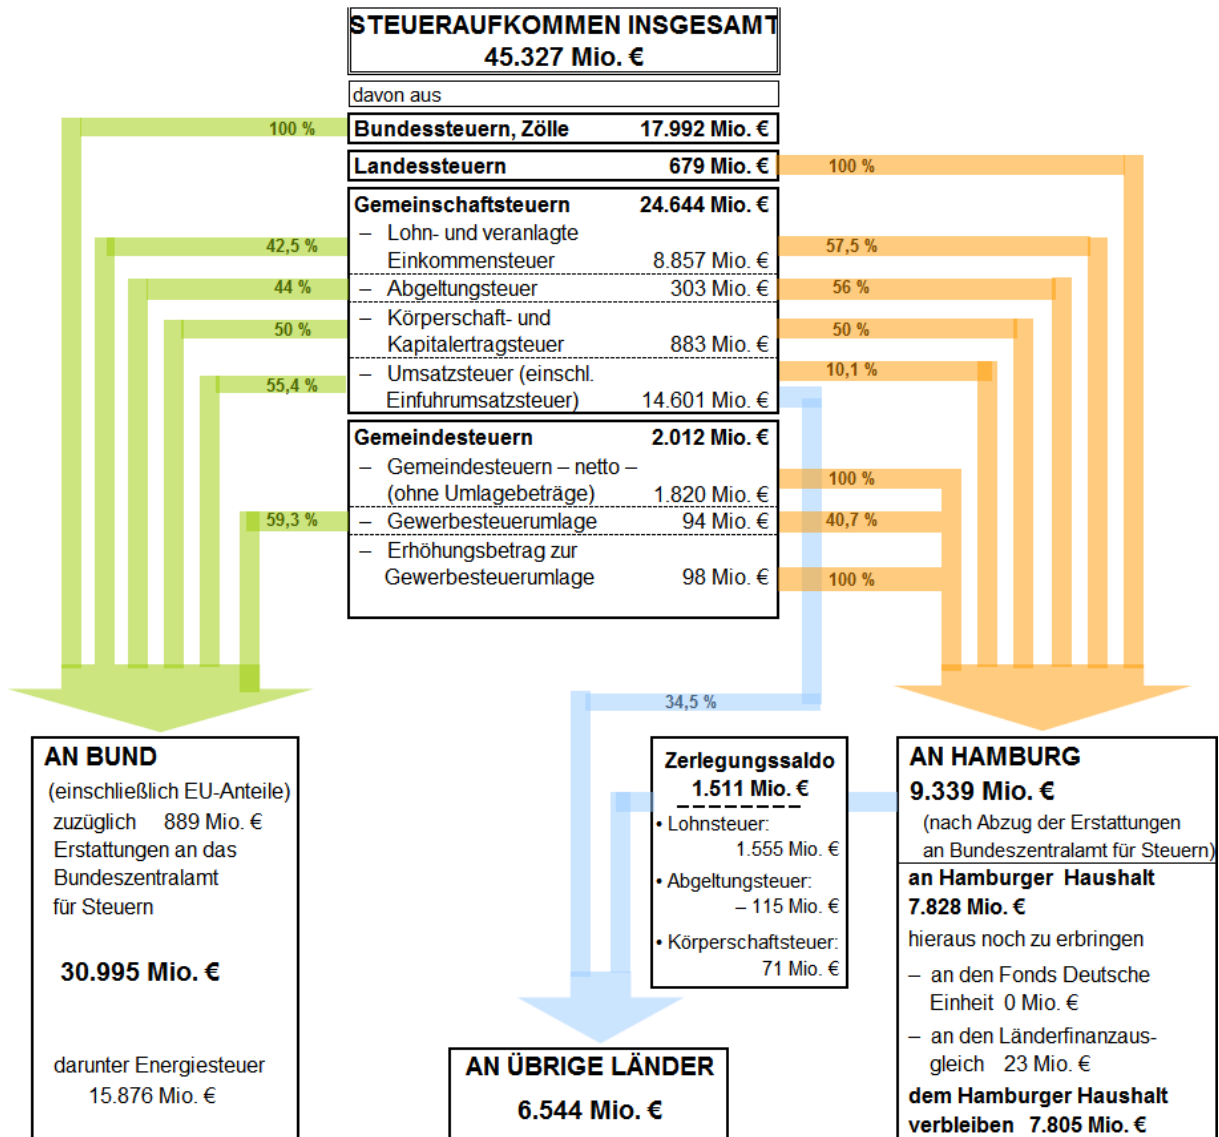 STEUERAUFKOMMEN INSGESAMT
45.327 Mio. €
davon aus
100 %
Bundessteuern, Zölle 17.992 Mio. €
Landessteuern 679 Mio. €
100 %
Gemeinschaftsteuern 24.644 Mio. €
– Lohn- und veranlagte
42,5 %
57,5 %
Einkommensteuer 8.857 Mio. €
44 %
– Abgeltungsteuer 303 Mio. €
56 %
– Körperschaft- und
50 %
50 %
Kapitalertragsteuer 883 Mio. €
– Umsatzsteuer (einschl.
10,1 %
55,4 %
Einfuhrumsatzsteuer) 14.601 Mio. €
Gemeindesteuern 2.012 Mio. €
– Gemeindesteuern – netto –
100 %
(ohne Umlagebeträge) 1.820 Mio. €
59,3 %
– Gewerbesteuerumlage 94 Mio. €
40,7 %
– Erhöhungsbetrag zur
Gewerbesteuerumlage 98 Mio. €
100 %
34,5 %
AN BUND
(einschließlich EU-Anteile)
zuzüglich 889 Mio. €
Erstattungen an das
Bundeszentralamt
für Steuern
30.995 Mio. €
darunter Energiesteuer
15.876 Mio. €
Zerlegungssaldo
1.511 Mio. €
• Lohnsteuer:
1.555 Mio. €
• Abgeltungsteuer:
– 115 Mio. €
• Körperschaftsteuer:
71 Mio. €
AN ÜBRIGE LÄNDER
6.544 Mio. €
AN HAMBURG
9.339 Mio. €
(nach Abzug der Erstattungen
an Bundeszentralamt für Steuern)
an Hamburger Haushalt
7.828 Mio. €
hieraus noch zu erbringen
– an den Fonds Deutsche
Einheit 0 Mio. €
– an den Länderfinanzaus-
gleich 23 Mio. €
dem Hamburger Haushalt
verbleiben 7.805 Mio. €